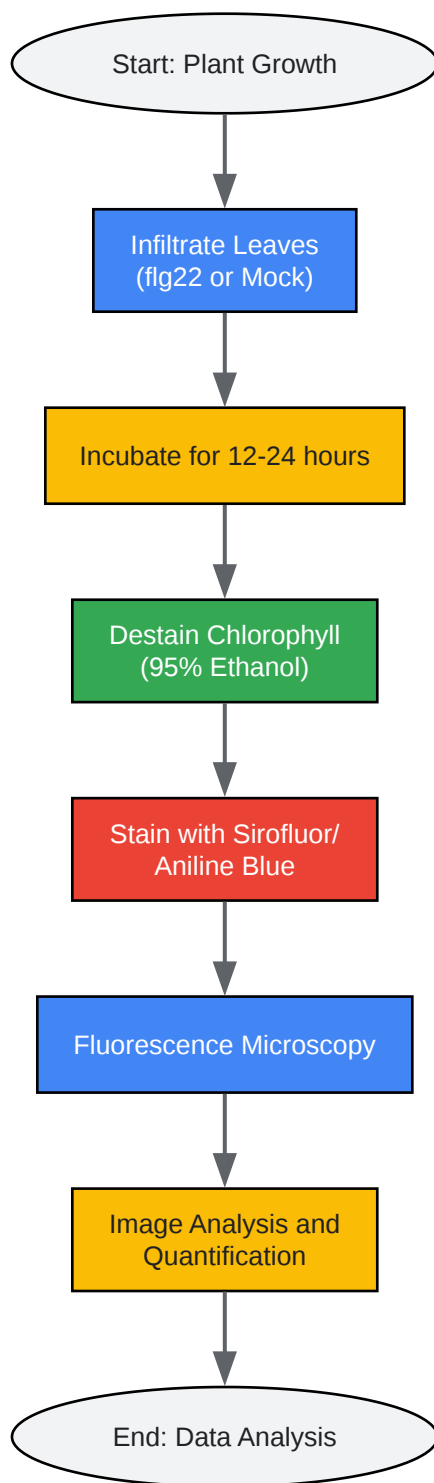 Start: Plant Growth
Infiltrate Leaves
(flg22 or Mock)
Incubate for 12-24 hours
Destain Chlorophyll
(95% Ethanol)
Stain with Sirofluor/
Aniline Blue
Fluorescence Microscopy
Image Analysis and
Quantification
End: Data Analysis